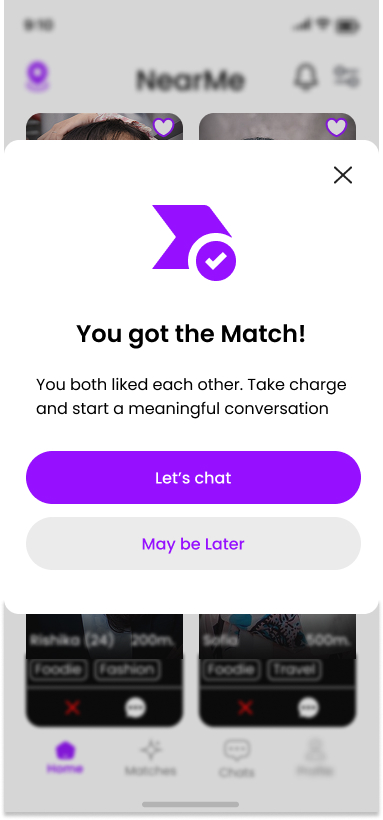 9:10
NearMe
You got the Match!
You both liked each other. Take charge
and start a meaningful conversation
Let's chat
May be Later
Rishika (24) 200m.
Sofia 500m.
Foodie Fashion Foodie Travel
Home Matches Chats Profile